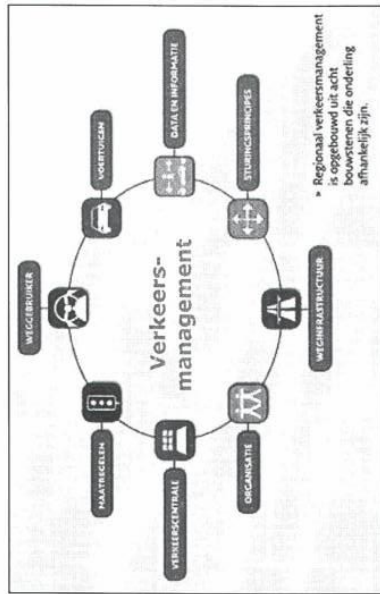 WEGGEBRUIKER
VOERTUIGEN
DATA EN INFORMATIE
STURINGSPRINCIPES
WEGINFRASTRUCTUUR
ORGANISATIE
VERKEERSCENTRALE
MAATREGELEN
Verkeers-
management
» Regionaal verkeersmanagement
is opgebouwd uit acht
bouwstenen die onderling
afhankelijk zijn.